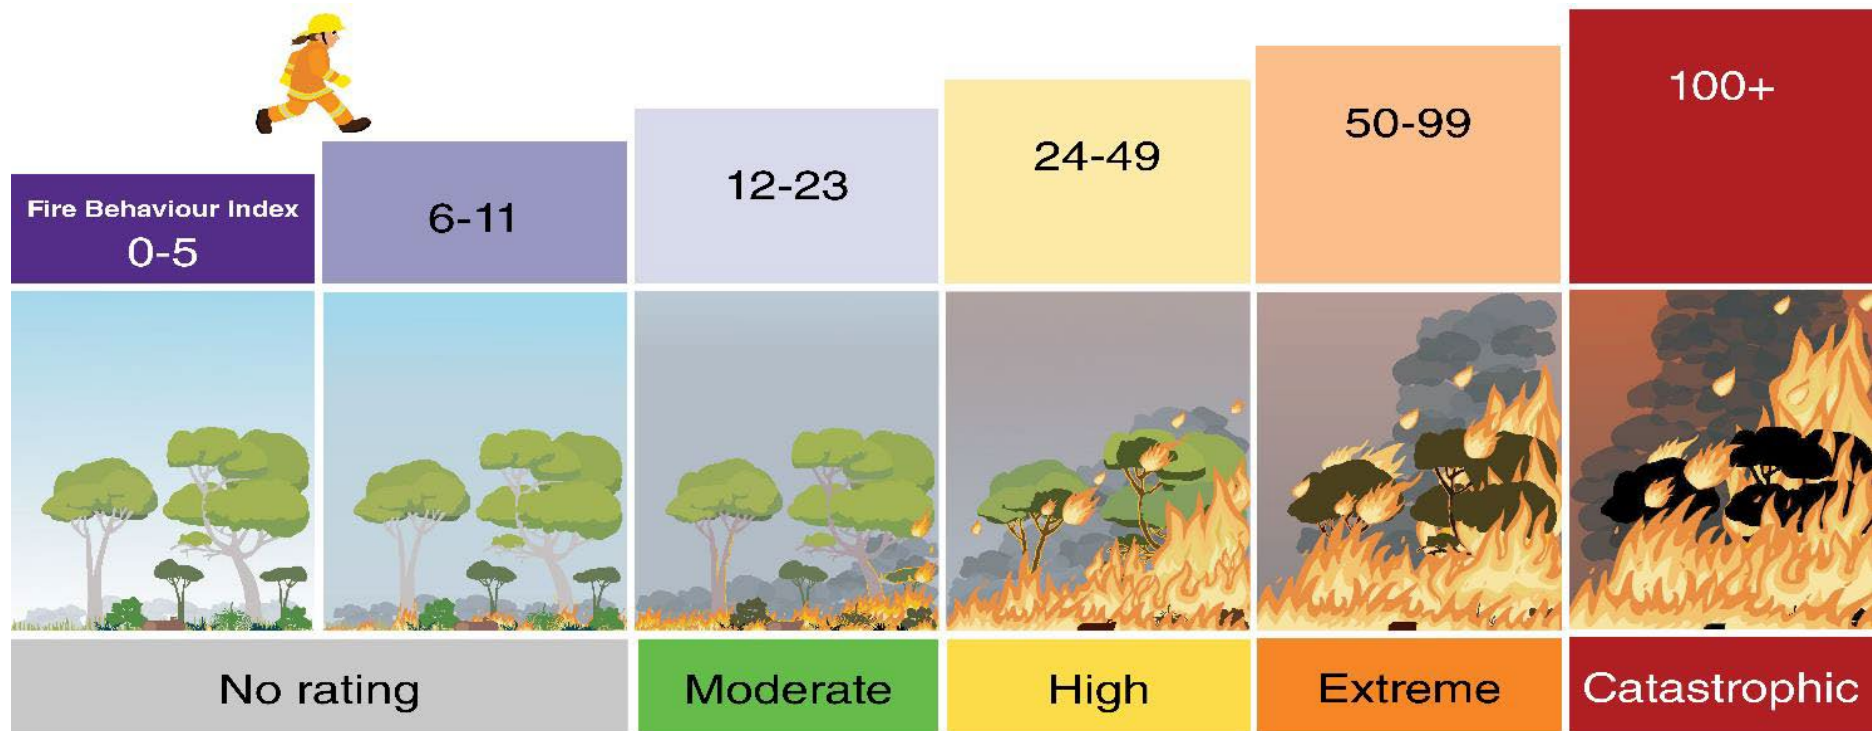 Fire Behaviour Index
0-5
6-11
12-23
24-49
50-99
100+
No rating
Moderate
High
Extreme
Catastrophic